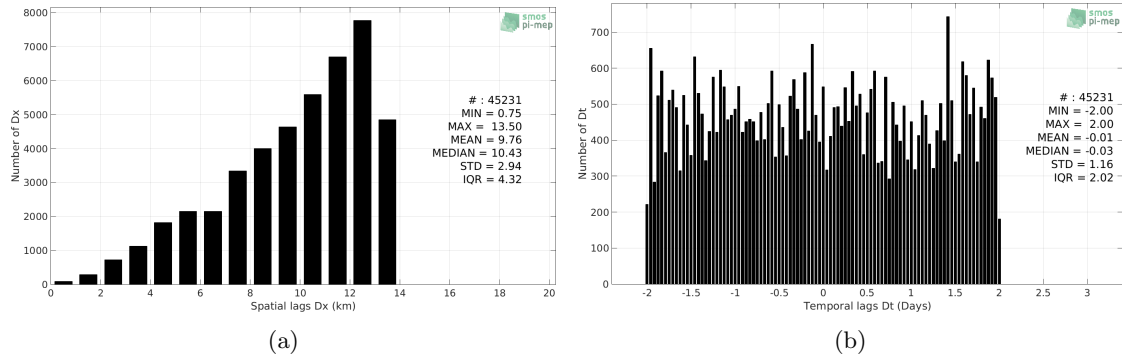 8000
7000
6000
5000
4000
3000
2000
1000
0
Number of Dx
0 2 4 6 8 10 12 14 16 18 20
Spatial lags Dx (km)
smos
pi-mep
# : 45231
MIN = 0.75
MAX = 13.50
MEAN = 9.76
MEDIAN = 10.43
STD = 2.94
IQR = 4.32
(a)
700
600
500
400
300
200
100
0
Number of Dt
-2 -1.5 -1 -0.5 0 0.5 1 1.5 2 2.5 3
Temporal lags Dt (Days)
smos
pi-mep
# : 45231
MIN = -2.00
MAX = 2.00
MEAN = -0.01
MEDIAN = -0.03
STD = 1.16
IQR = 2.02
(b)